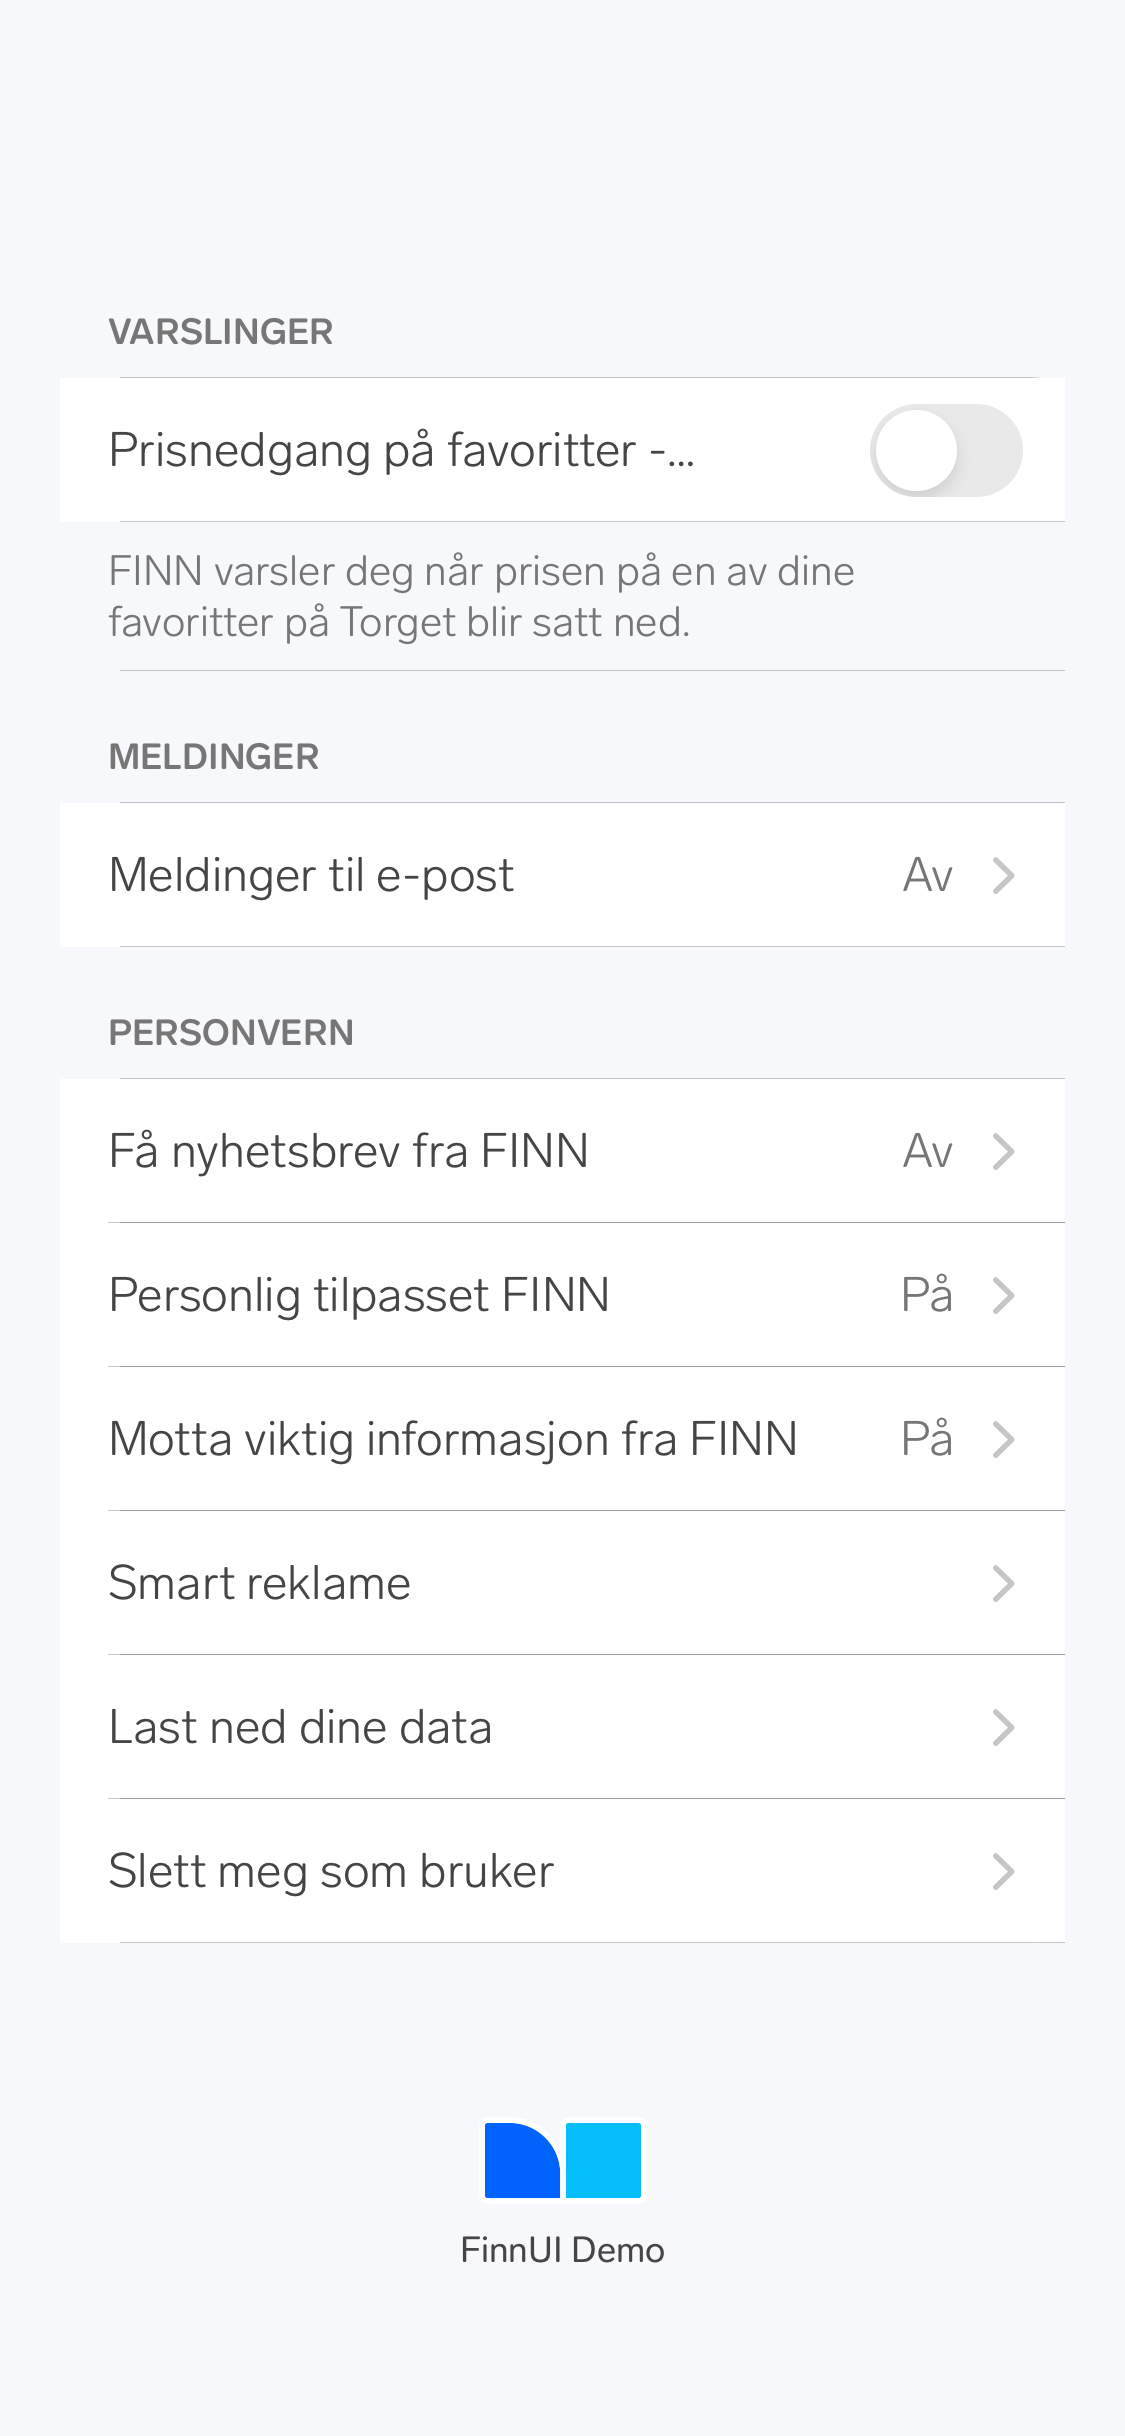 VARSLINGER
Prisnedgang på favoritter -...
FINN varsler deg når prisen på en av dine
favoritter på Torget blir satt ned.
MELDINGER
Meldinger til e-post Av
PERSONVERN
Få nyhetsbrev fra FINN Av
Personlig tilpasset FINN På
Motta viktig informasjon fra FINN På
Smart reklame
Last ned dine data
Slett meg som bruker
FinnUI Demo